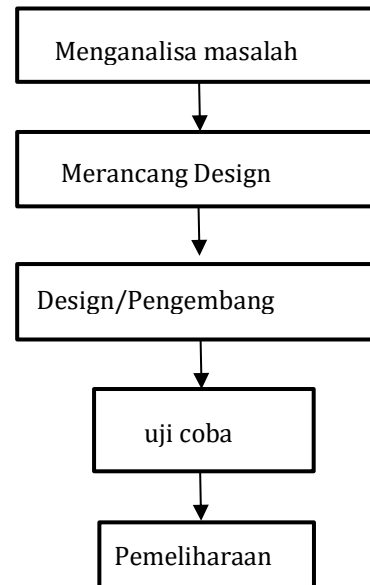 Menganalisa masalah
Merancang Design
Design/Pengembang
uji coba
Pemeliharaan